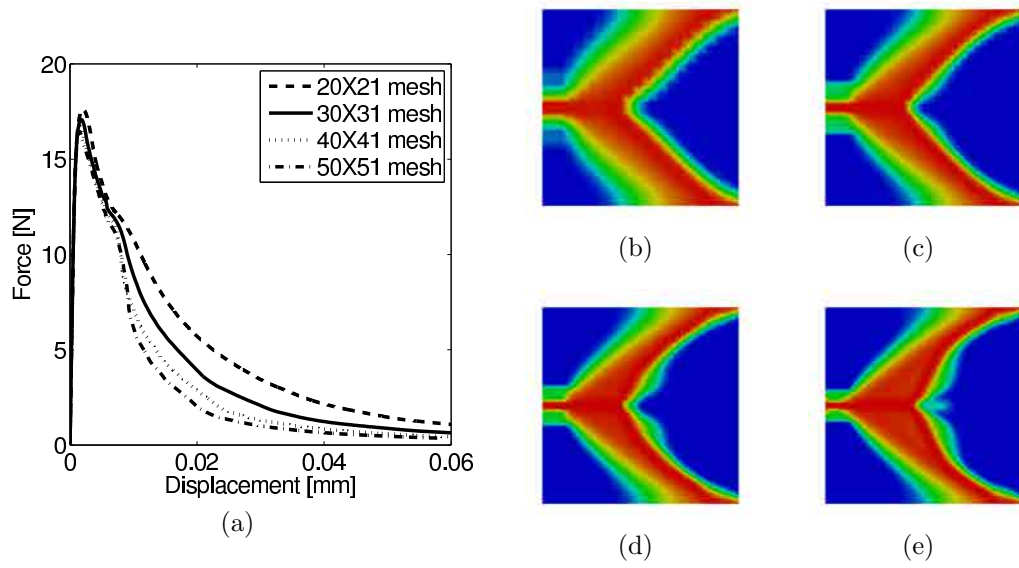 20
15
10
5
0
Force [N]
20X21 mesh
30X31 mesh
40X41 mesh
50X51 mesh
0 0.02 0.04 0.06
Displacement [mm]
(a)
(b)
(c)
(d)
(e)